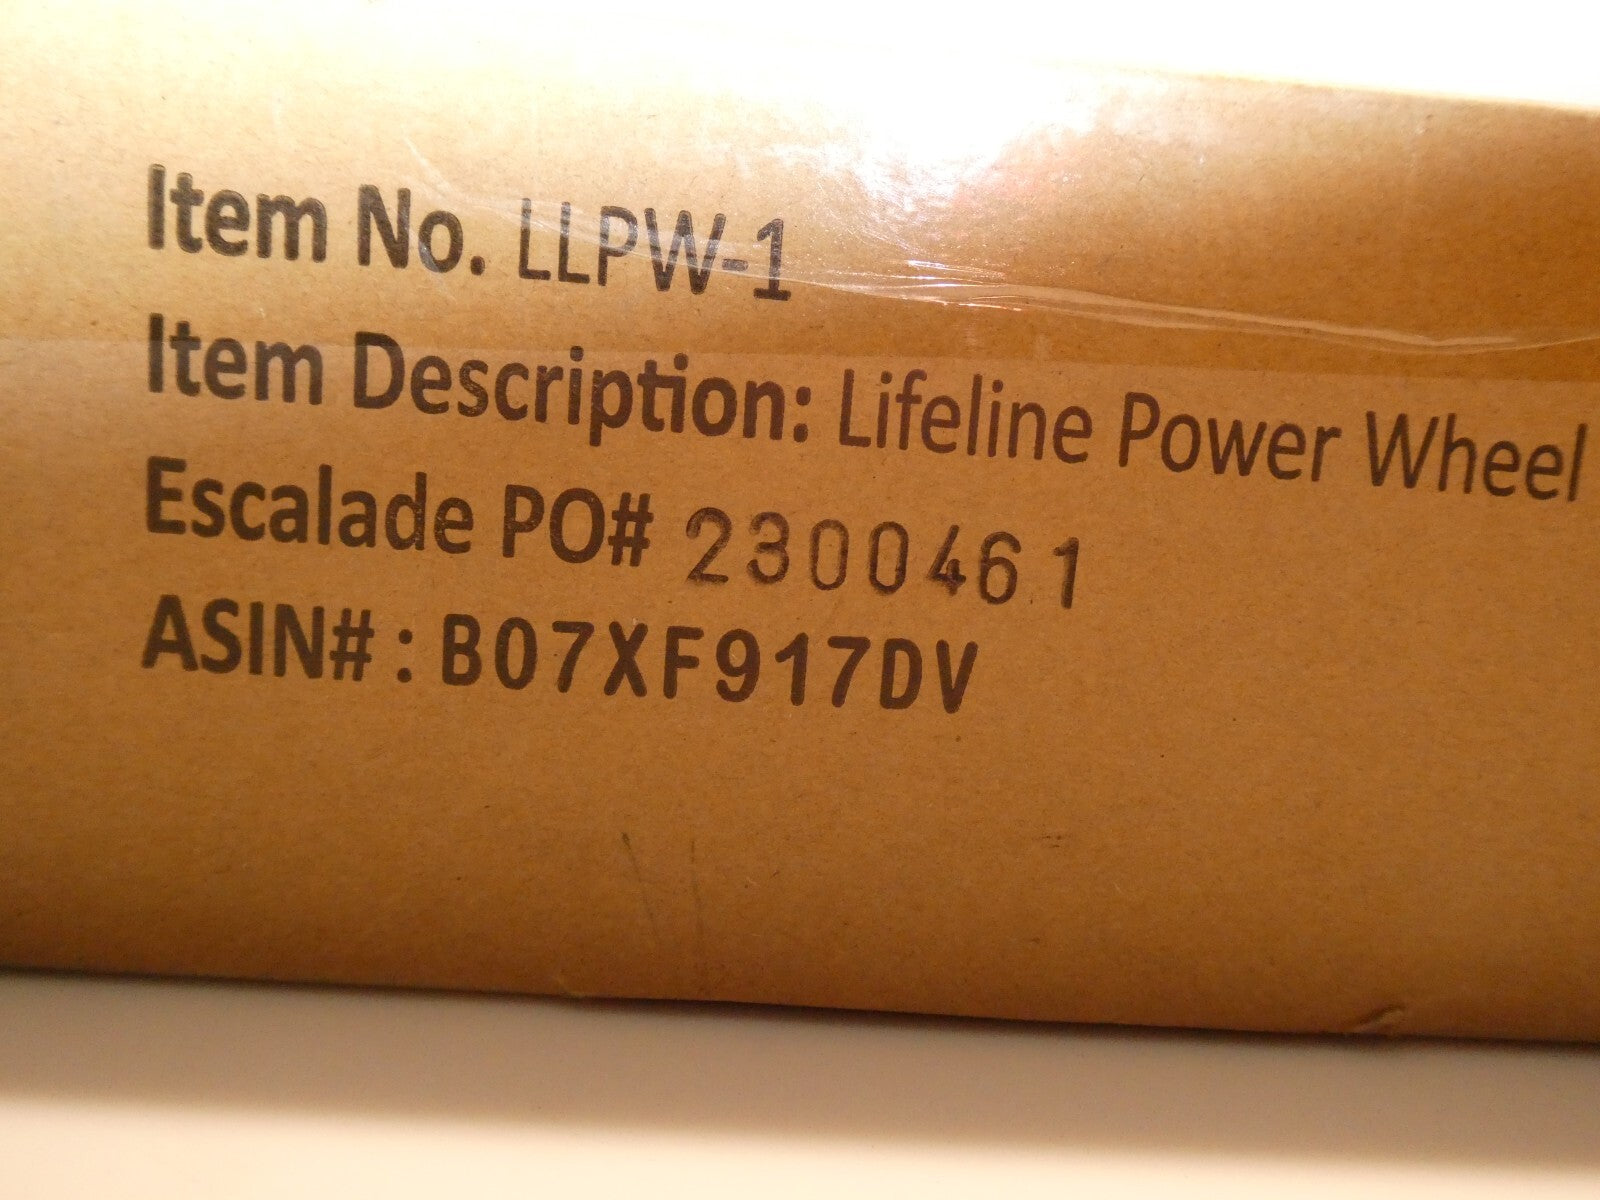 Item No. LLPW-1
Item Description: Lifeline Power Wheel
Escalade PO# 2300461
ASIN#: B07XF917DV